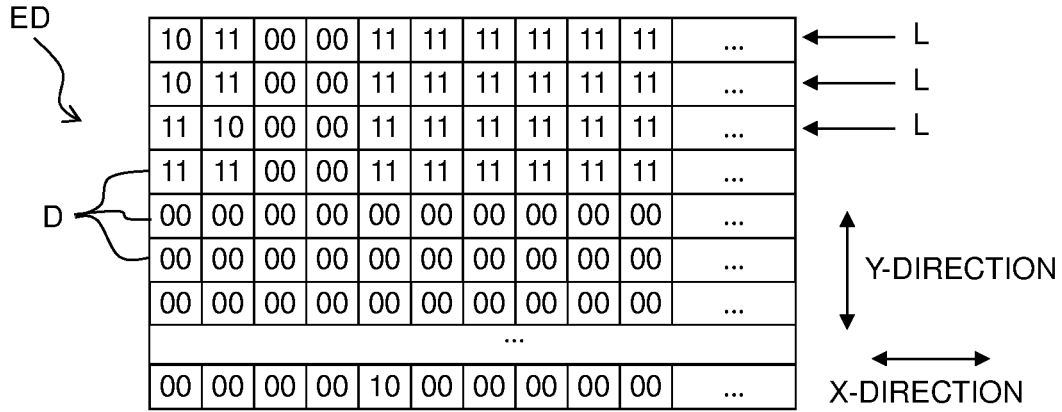 ED
10 11 00 00 11 11 11 11 11 11 ... L
10 11 00 00 11 11 11 11 11 11 ... L
11 10 00 00 11 11 11 11 11 11 ... L
11 11 00 00 11 11 11 11 11 11 ...
D 00 00 00 00 00 00 00 00 00 00 ...
00 00 00 00 00 00 00 00 00 00 ...
Y-DIRECTION
00 00 00 00 00 00 00 00 00 00 ...
...
00 00 00 00 10 00 00 00 00 00 ...
X-DIRECTION